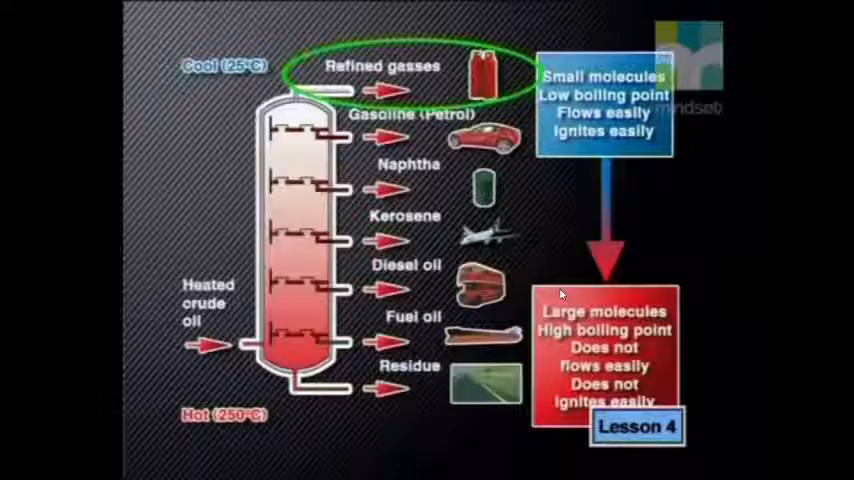 Cool (25°C)
Refined gasses
Gasoline (Petrol)
Naphtha
Kerosene
Diesel oil
Fuel oil
Residue
Heated
crude
oil
Hot (250°C)
Small molecules
Low boiling point
Flows easily
Ignites easily
mindset
Large molecules
High boiling point
Does not
flows easily
Does not
ignites easily
Lesson 4